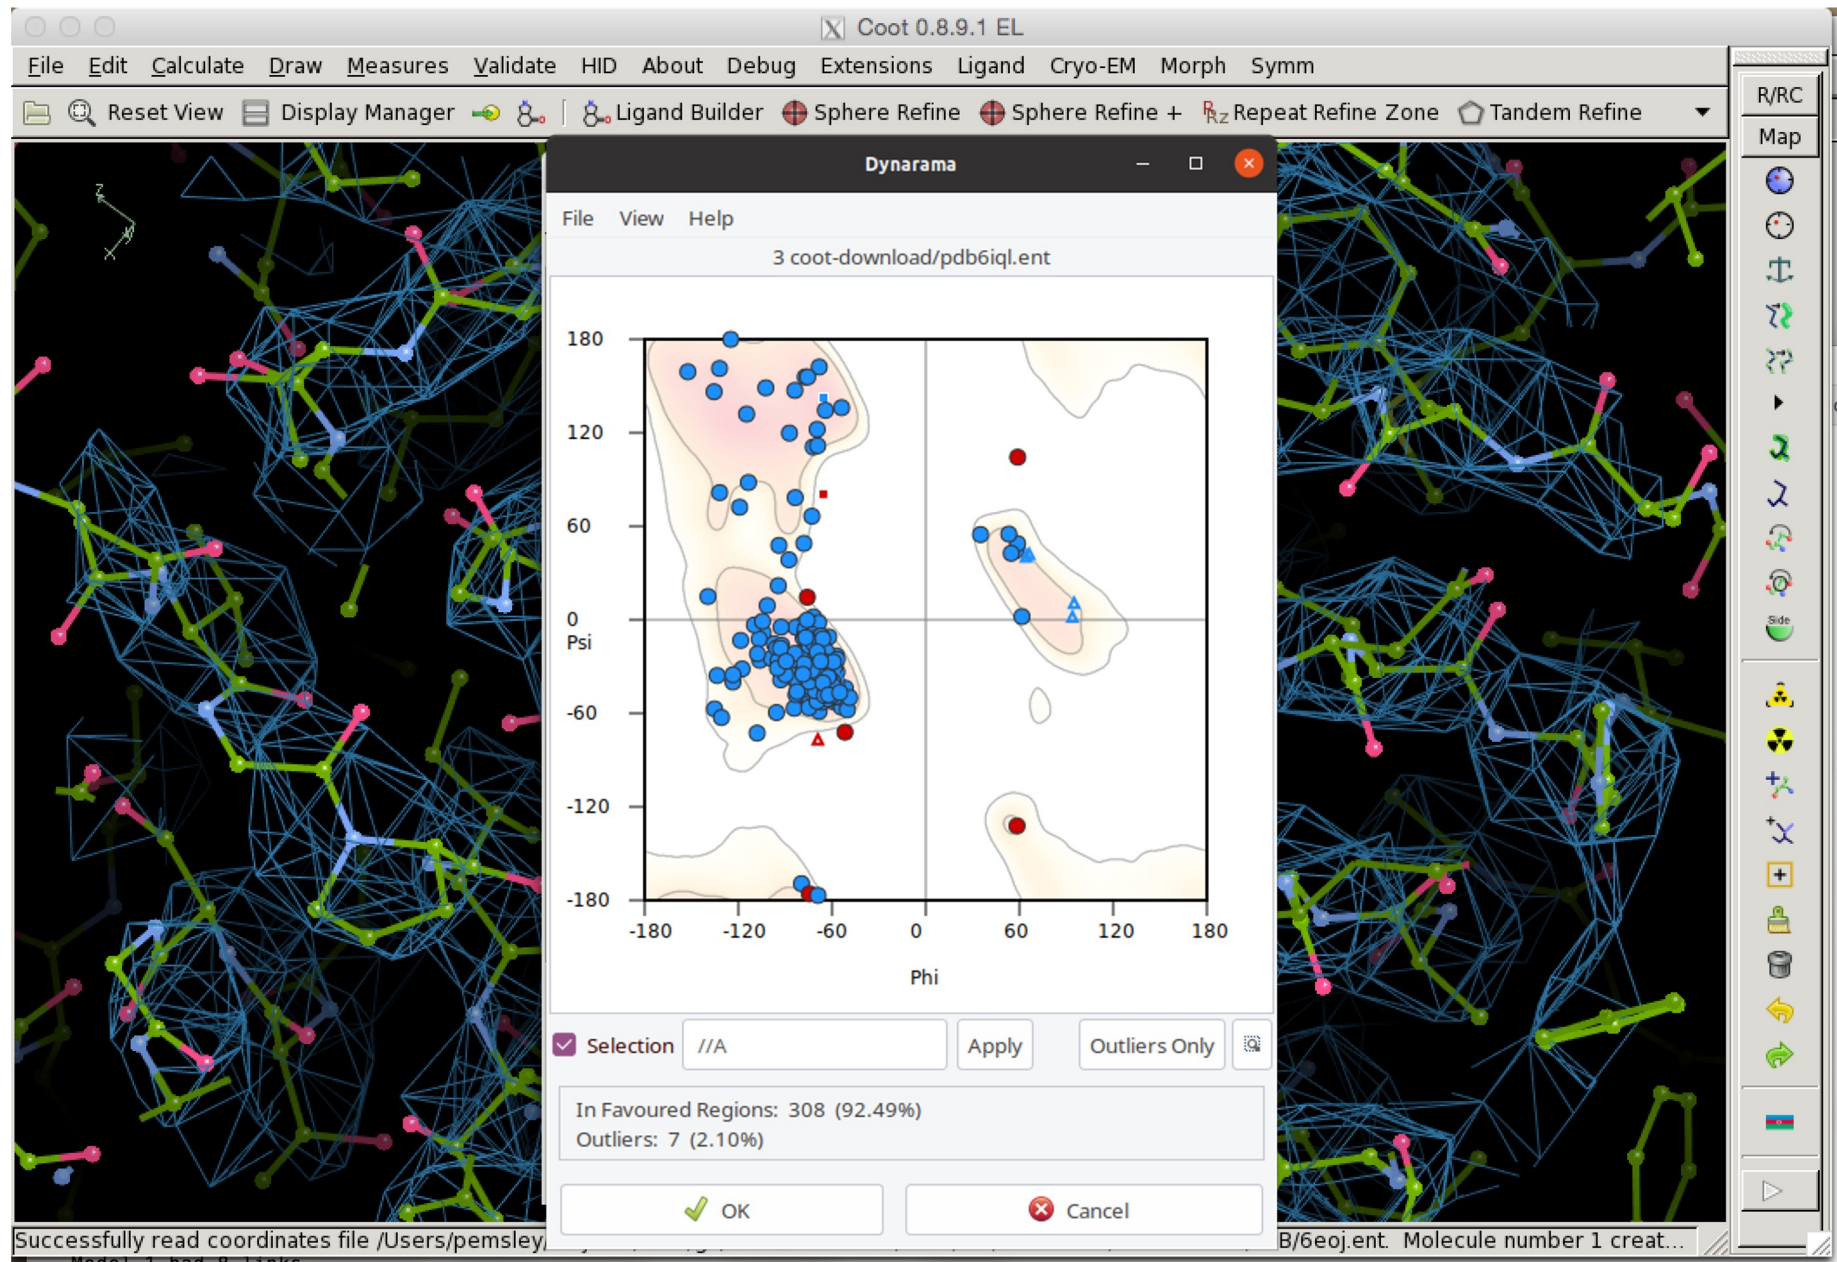 Coot 0.8.9.1 EL
File Edit Calculate Draw Measures Validate HID About Debug Extensions Ligand Cryo-EM Morph Symm
Reset View Display Manager Ligand Builder Sphere Refine Sphere Refine + Rz Repeat Refine Zone Tandem Refine
R/RC
Map
Side
Z
y
X
Dynarama
File View Help
3 coot-download/pdb6iql.ent
180
120
60
0
Psi
-60
-120
-180
-180 -120 -60 0 60 120 180
Phi
Selection //A Apply Outliers Only
In Favoured Regions: 308 (92.49%)
Outliers: 7 (2.10%)
OK Cancel
Successfully read coordinates file /Users/pemsley/ B/6eoj.ent. Molecule number 1 creat...